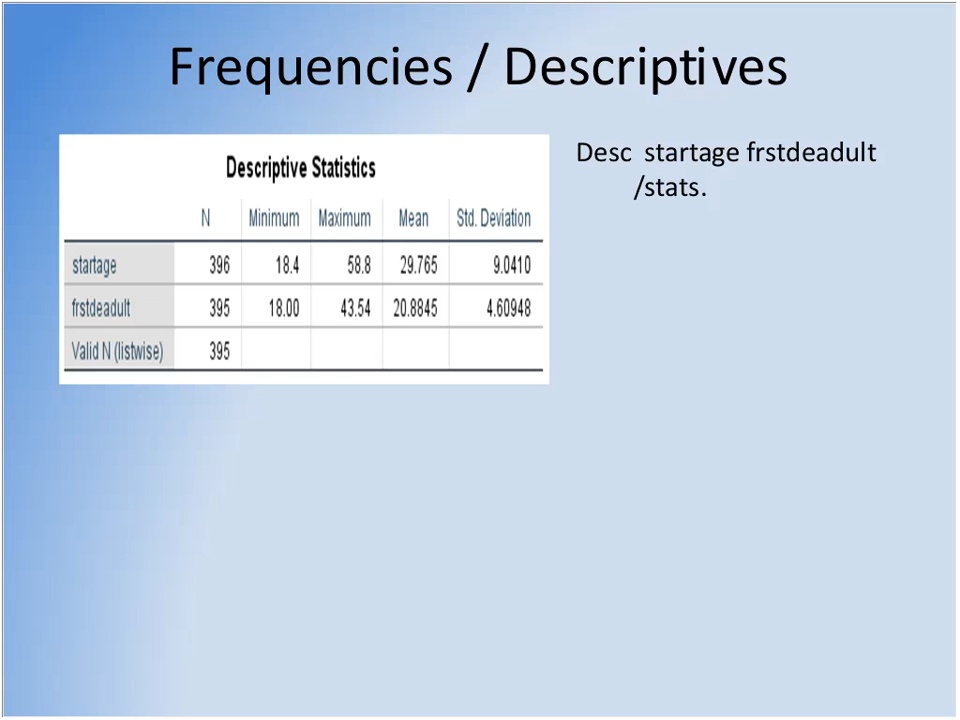 Frequencies / Descriptives
Descriptive Statistics
N Minimum Maximum Mean Std. Deviation
startage 396 18.4 58.8 29.765 9.0410
frstdeadult 395 18.00 43.54 20.8845 4.60948
Valid N (listwise) 395
Desc startage frstdeadult
/stats.